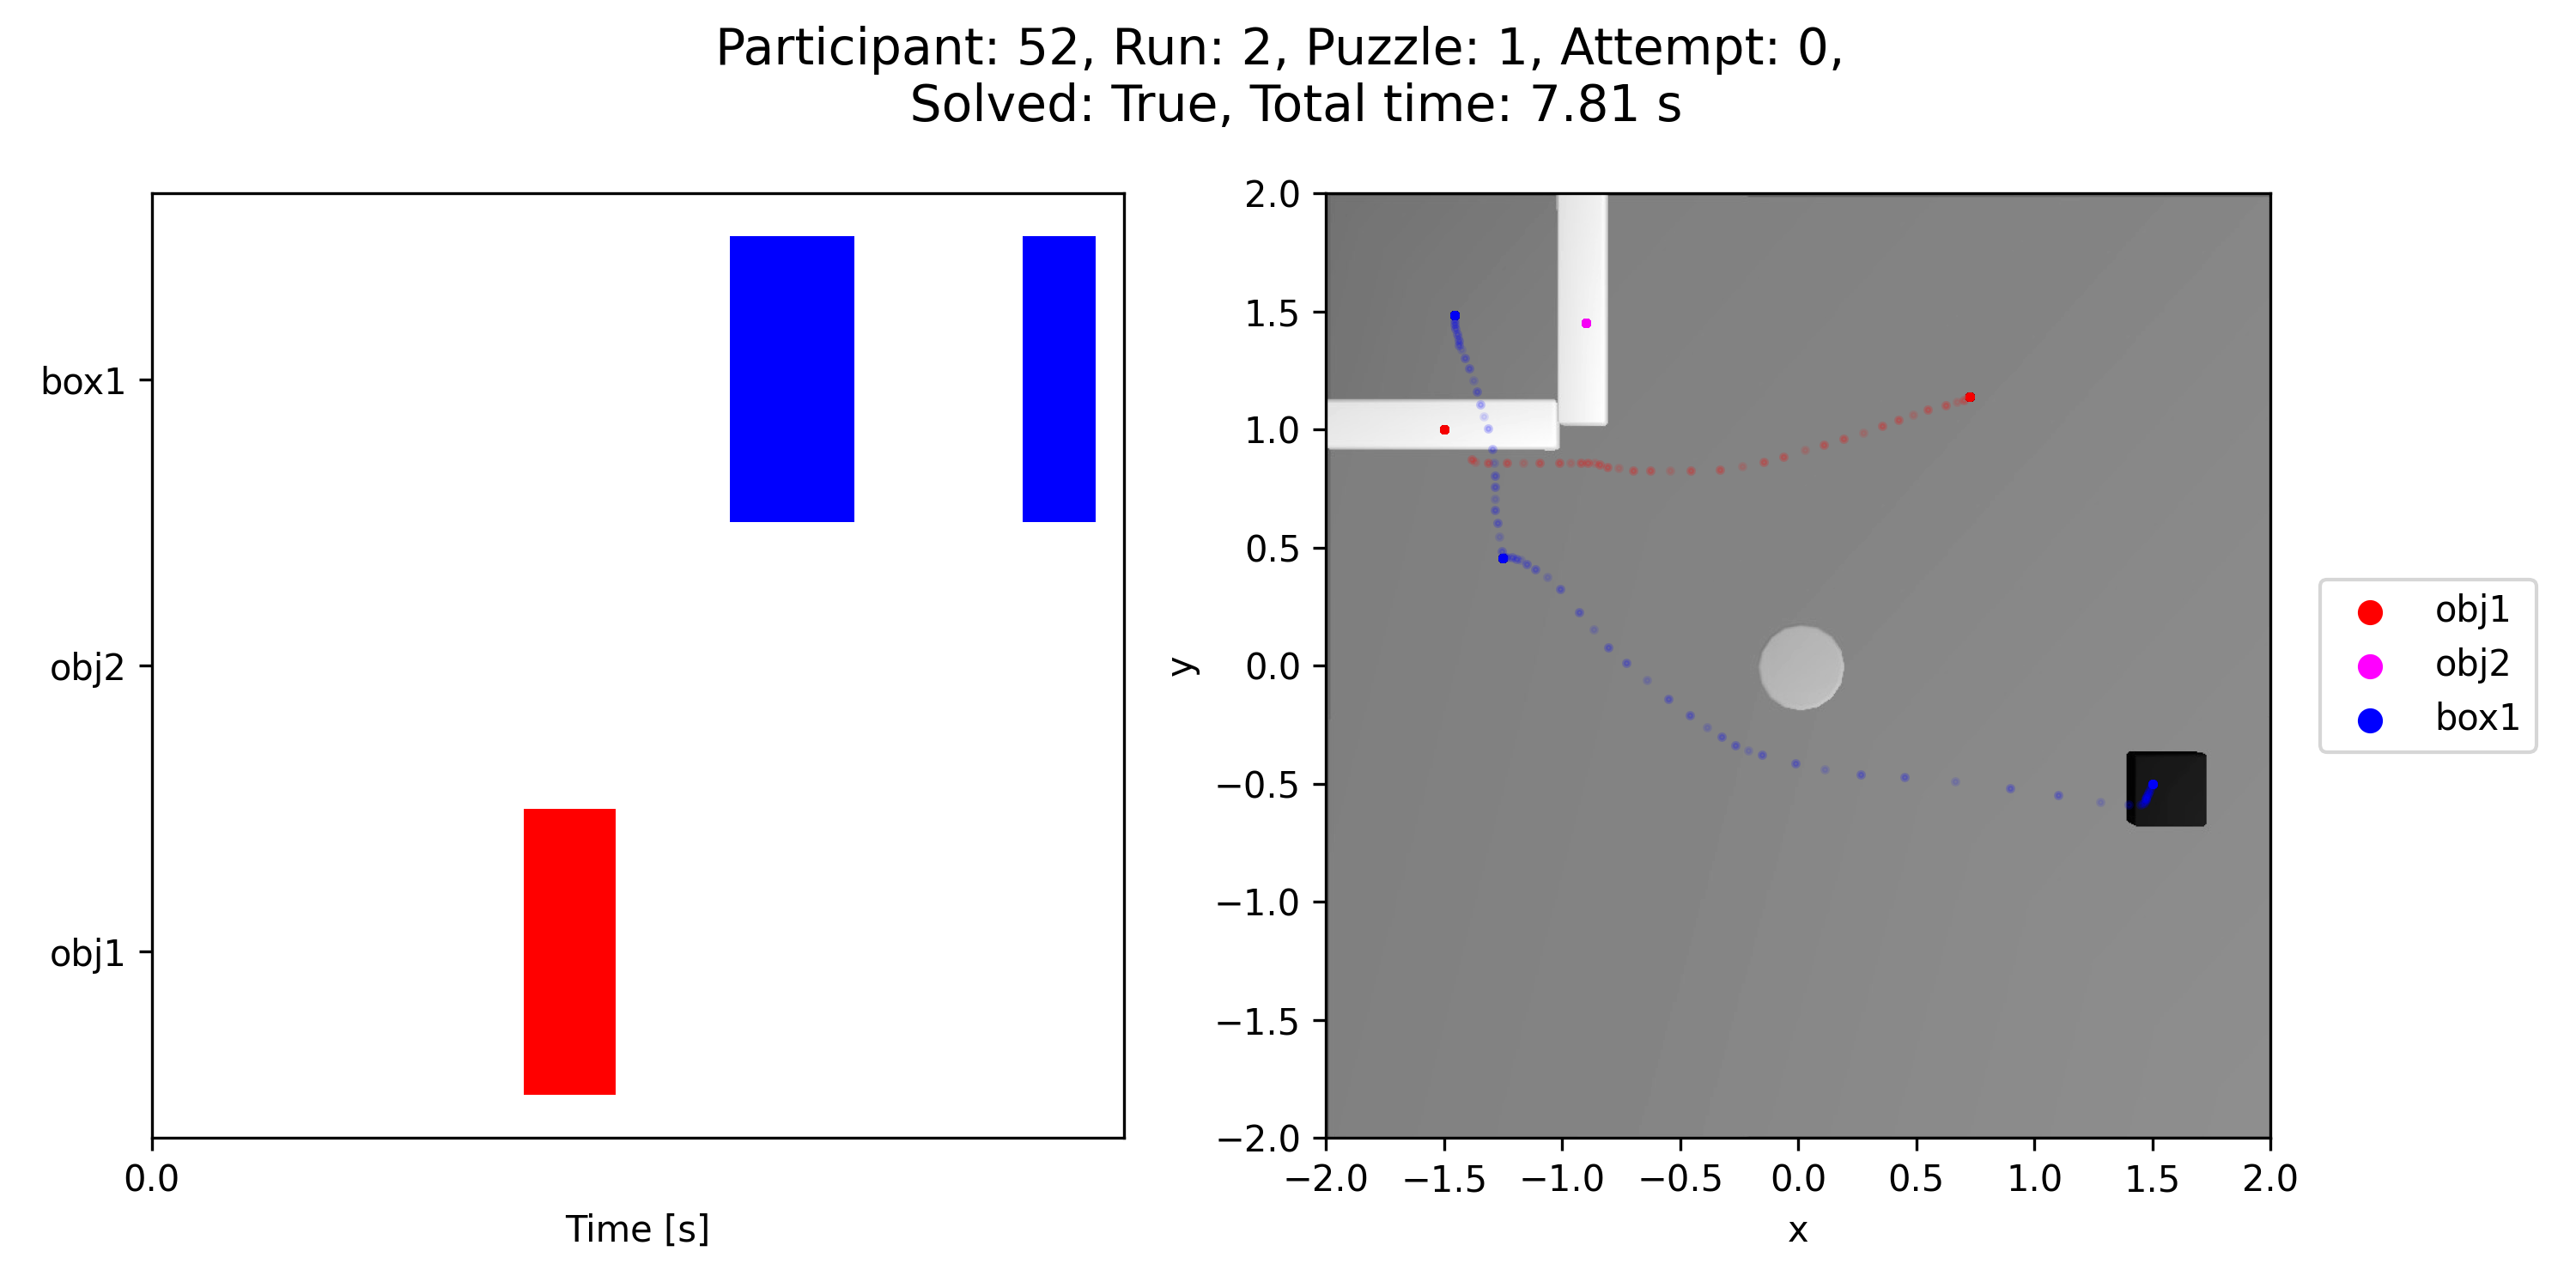 Participant: 52, Run: 2, Puzzle: 1, Attempt: 0,
Solved: True, Total time: 7.81 s
box1
obj2
obj1
0.0
Time [s]
2.0
1.5
1.0
0.5
0.0
−0.5
−1.0
−1.5
−2.0
y
−2.0 −1.5 −1.0 −0.5 0.0 0.5 1.0 1.5 2.0
x
obj1
obj2
box1